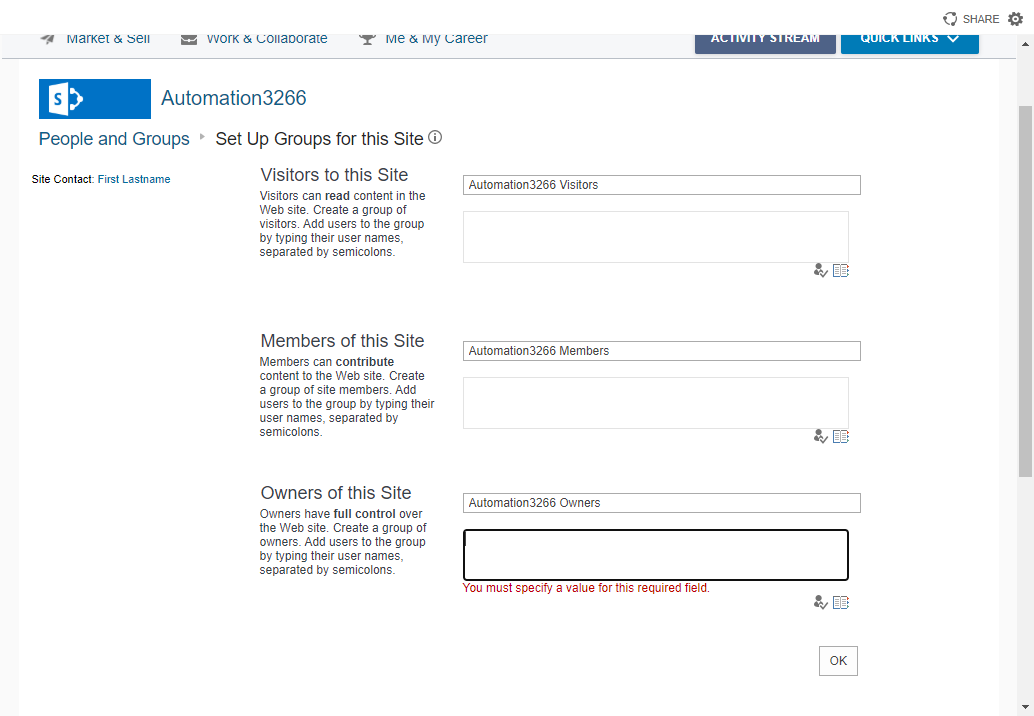 SHARE
Market & Sell
Work & Collaborate
Me & My Career
ACTIVITY STREAM
QUICK LINKS
S
Automation3266
People and Groups
Set Up Groups for this Site
Site Contact: First Lastname
Visitors to this Site
Visitors can read content in the
Web site. Create a group of
visitors. Add users to the group
by typing their user names,
separated by semicolons.
Automation3266 Visitors
Members of this Site
Members can contribute
content to the Web site. Create
a group of site members. Add
users to the group by typing their
user names, separated by
semicolons.
Automation3266 Members
Owners of this Site
Owners have full control over
the Web site. Create a group of
owners. Add users to the group
by typing their user names,
separated by semicolons.
Automation3266 Owners
You must specify a value for this required field.
OK